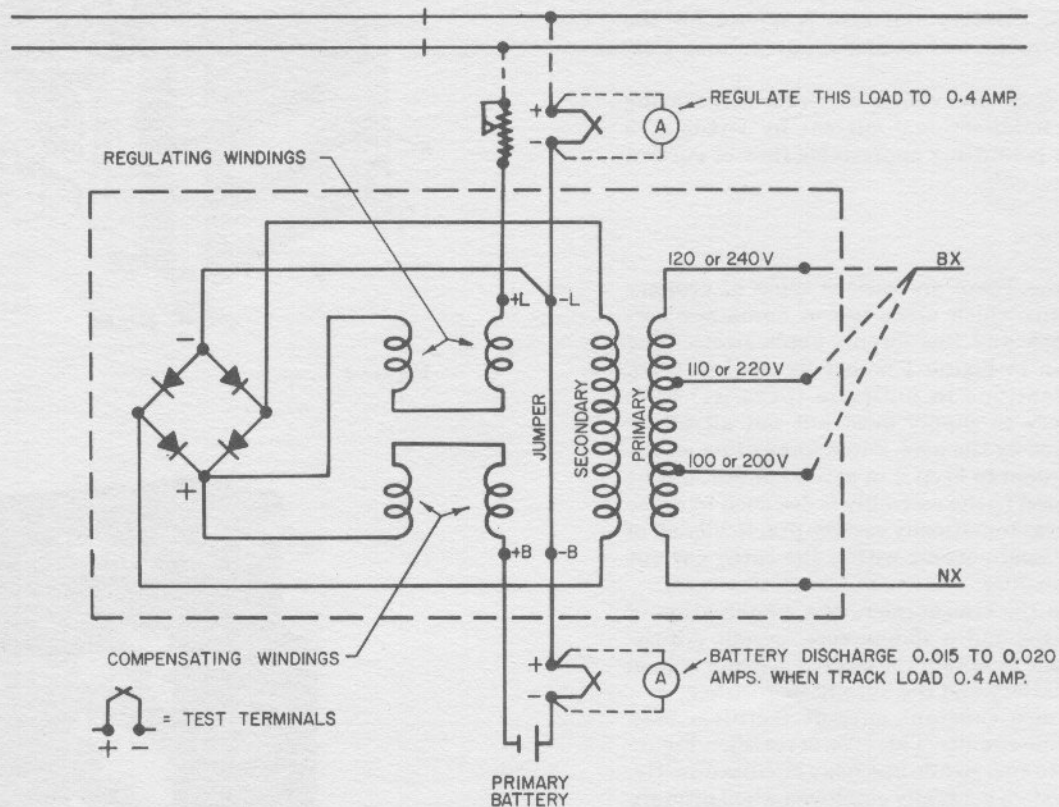 REGULATE THIS LOAD TO 0.4 AMP.
+
A
-
REGULATING WINDINGS
120 or 240V
BX
+L
-L
-
110 or 220V
JUMPER
SECONDARY
PRIMARY
100 or 200V
+
+B
-B
NX
COMPENSATING WINDINGS
+
A
-
BATTERY DISCHARGE 0.015 TO 0.020
AMPS. WHEN TRACK LOAD 0.4 AMP.
= TEST TERMINALS
+ -
PRIMARY
BATTERY